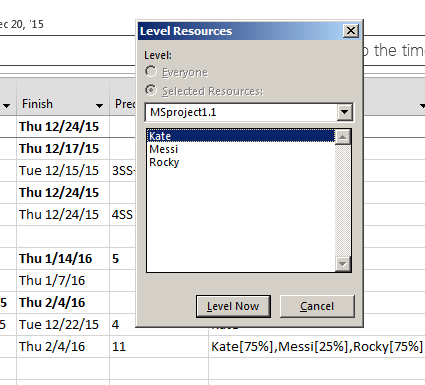 ec 20, '15
Level Resources
Level:
Everyone
Selected Resources:
MSproject1.1
Kate
Messi
Rocky
Level Now
Cancel
o the time
Finish
Prec
Thu 12/24/15
Thu 12/17/15
Tue 12/15/15 3SS
Thu 12/24/15
Thu 12/24/15 4SS
Thu 1/14/16 5
Thu 1/7/16
5 Thu 2/4/16
5 Tue 12/22/15 4
Thu 2/4/16 11 Kate[75%],Messi[25%],Rocky[75%]